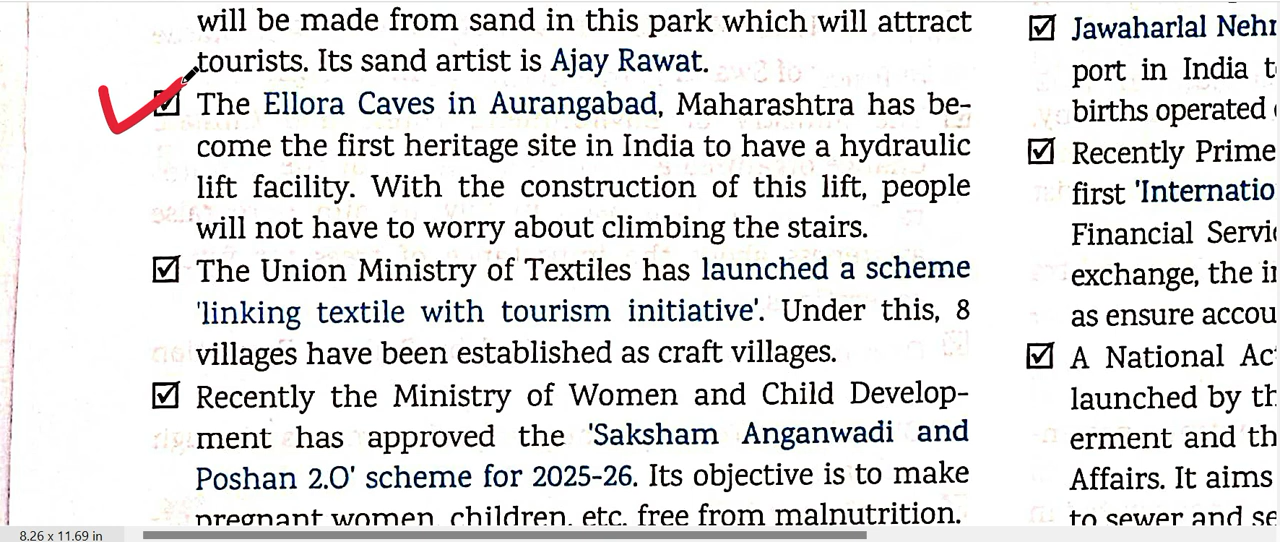 will be made from sand in this park which will attract
tourists. Its sand artist is Ajay Rawat.
The Ellora Caves in Aurangabad, Maharashtra has be-
come the first heritage site in India to have a hydraulic
lift facility. With the construction of this lift, people
will not have to worry about climbing the stairs.
The Union Ministry of Textiles has launched a scheme
'linking textile with tourism initiative'. Under this, 8
villages have been established as craft villages.
Recently the Ministry of Women and Child Develop-
ment has approved the 'Saksham Anganwadi and
Poshan 2.O' scheme for 2025-26. Its objective is to make
pregnant women, children, etc. free from malnutrition.
Jawaharlal Nehr
port in India t
births operated
Recently Prime
first 'Internatio
Financial Servi
exchange, the i
as ensure accou
A National Ac
launched by th
erment and th
Affairs. It aims
to sewer and se
8.26 x 11.69 in